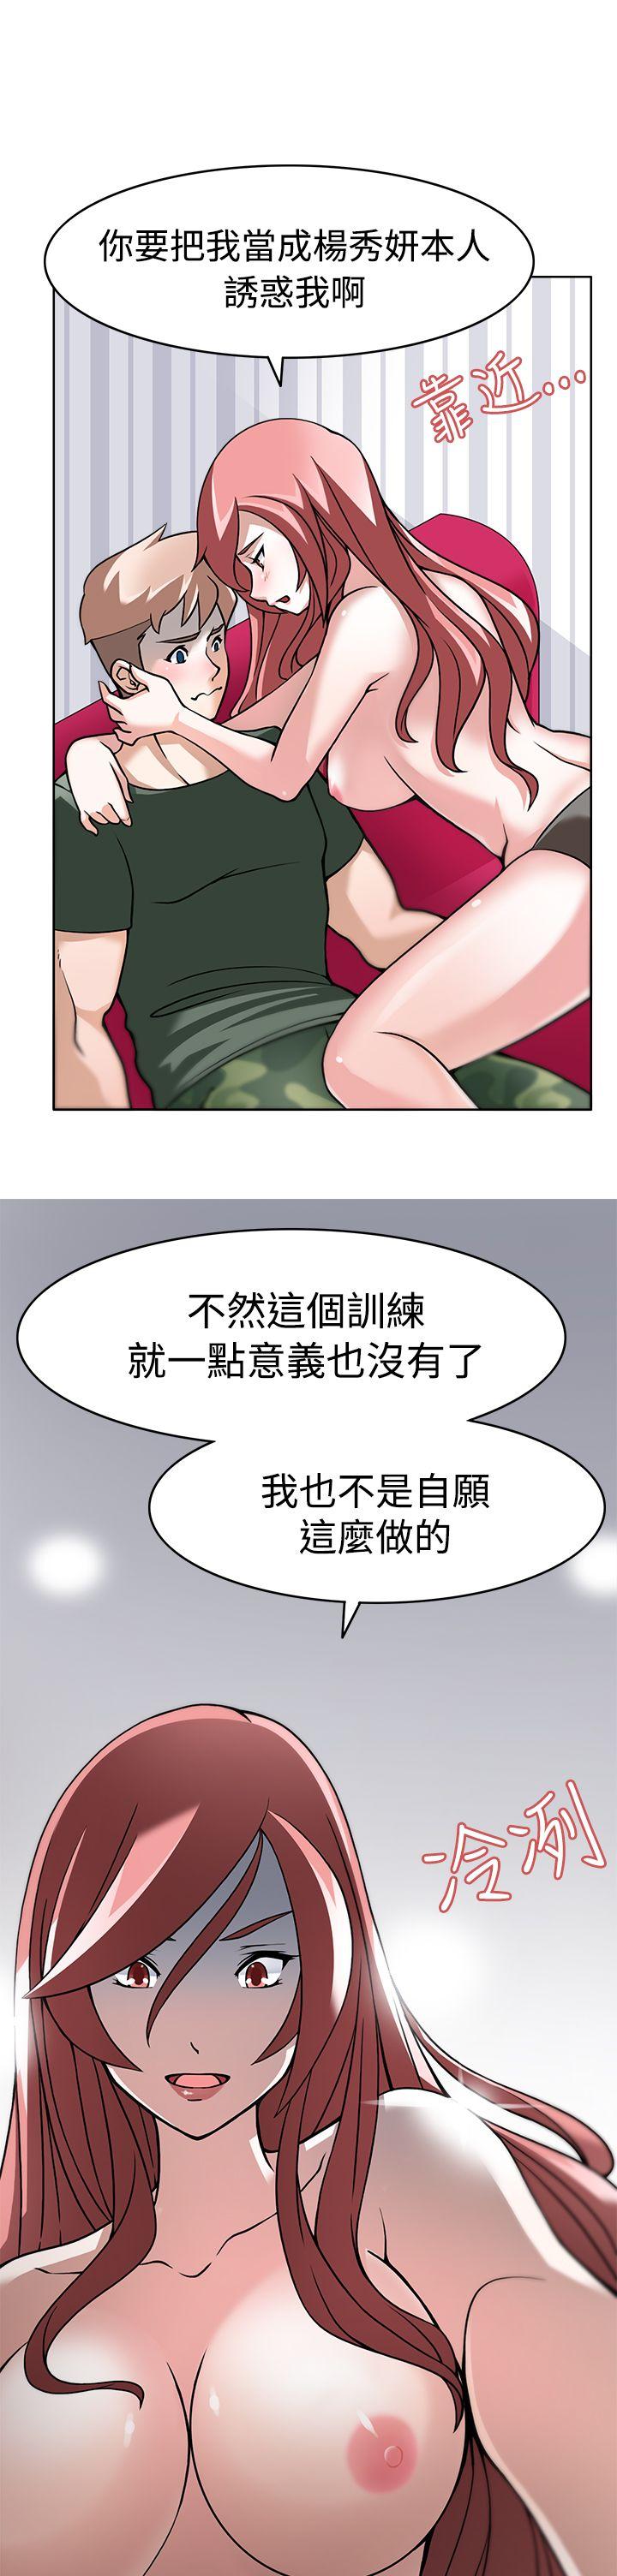 你要把我當成楊秀妍本人
誘惑我啊
靠近…
不然這個訓練
就一點意義也沒有了
我也不是自願
這麼做的
冷冽